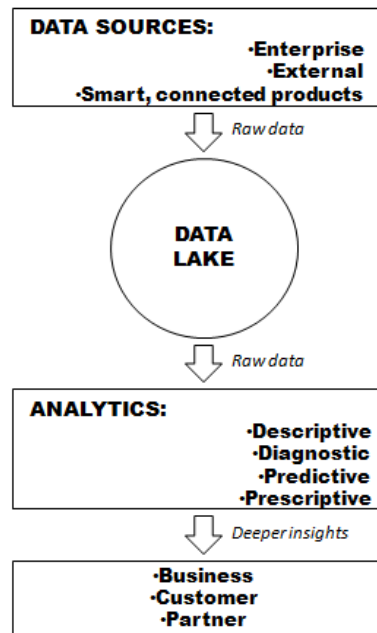 DATA SOURCES:
•Enterprise
•External
•Smart, connected products
Raw data
DATA
LAKE
Raw data
ANALYTICS:
•Descriptive
•Diagnostic
•Predictive
•Prescriptive
Deeper insights
•Business
•Customer
•Partner